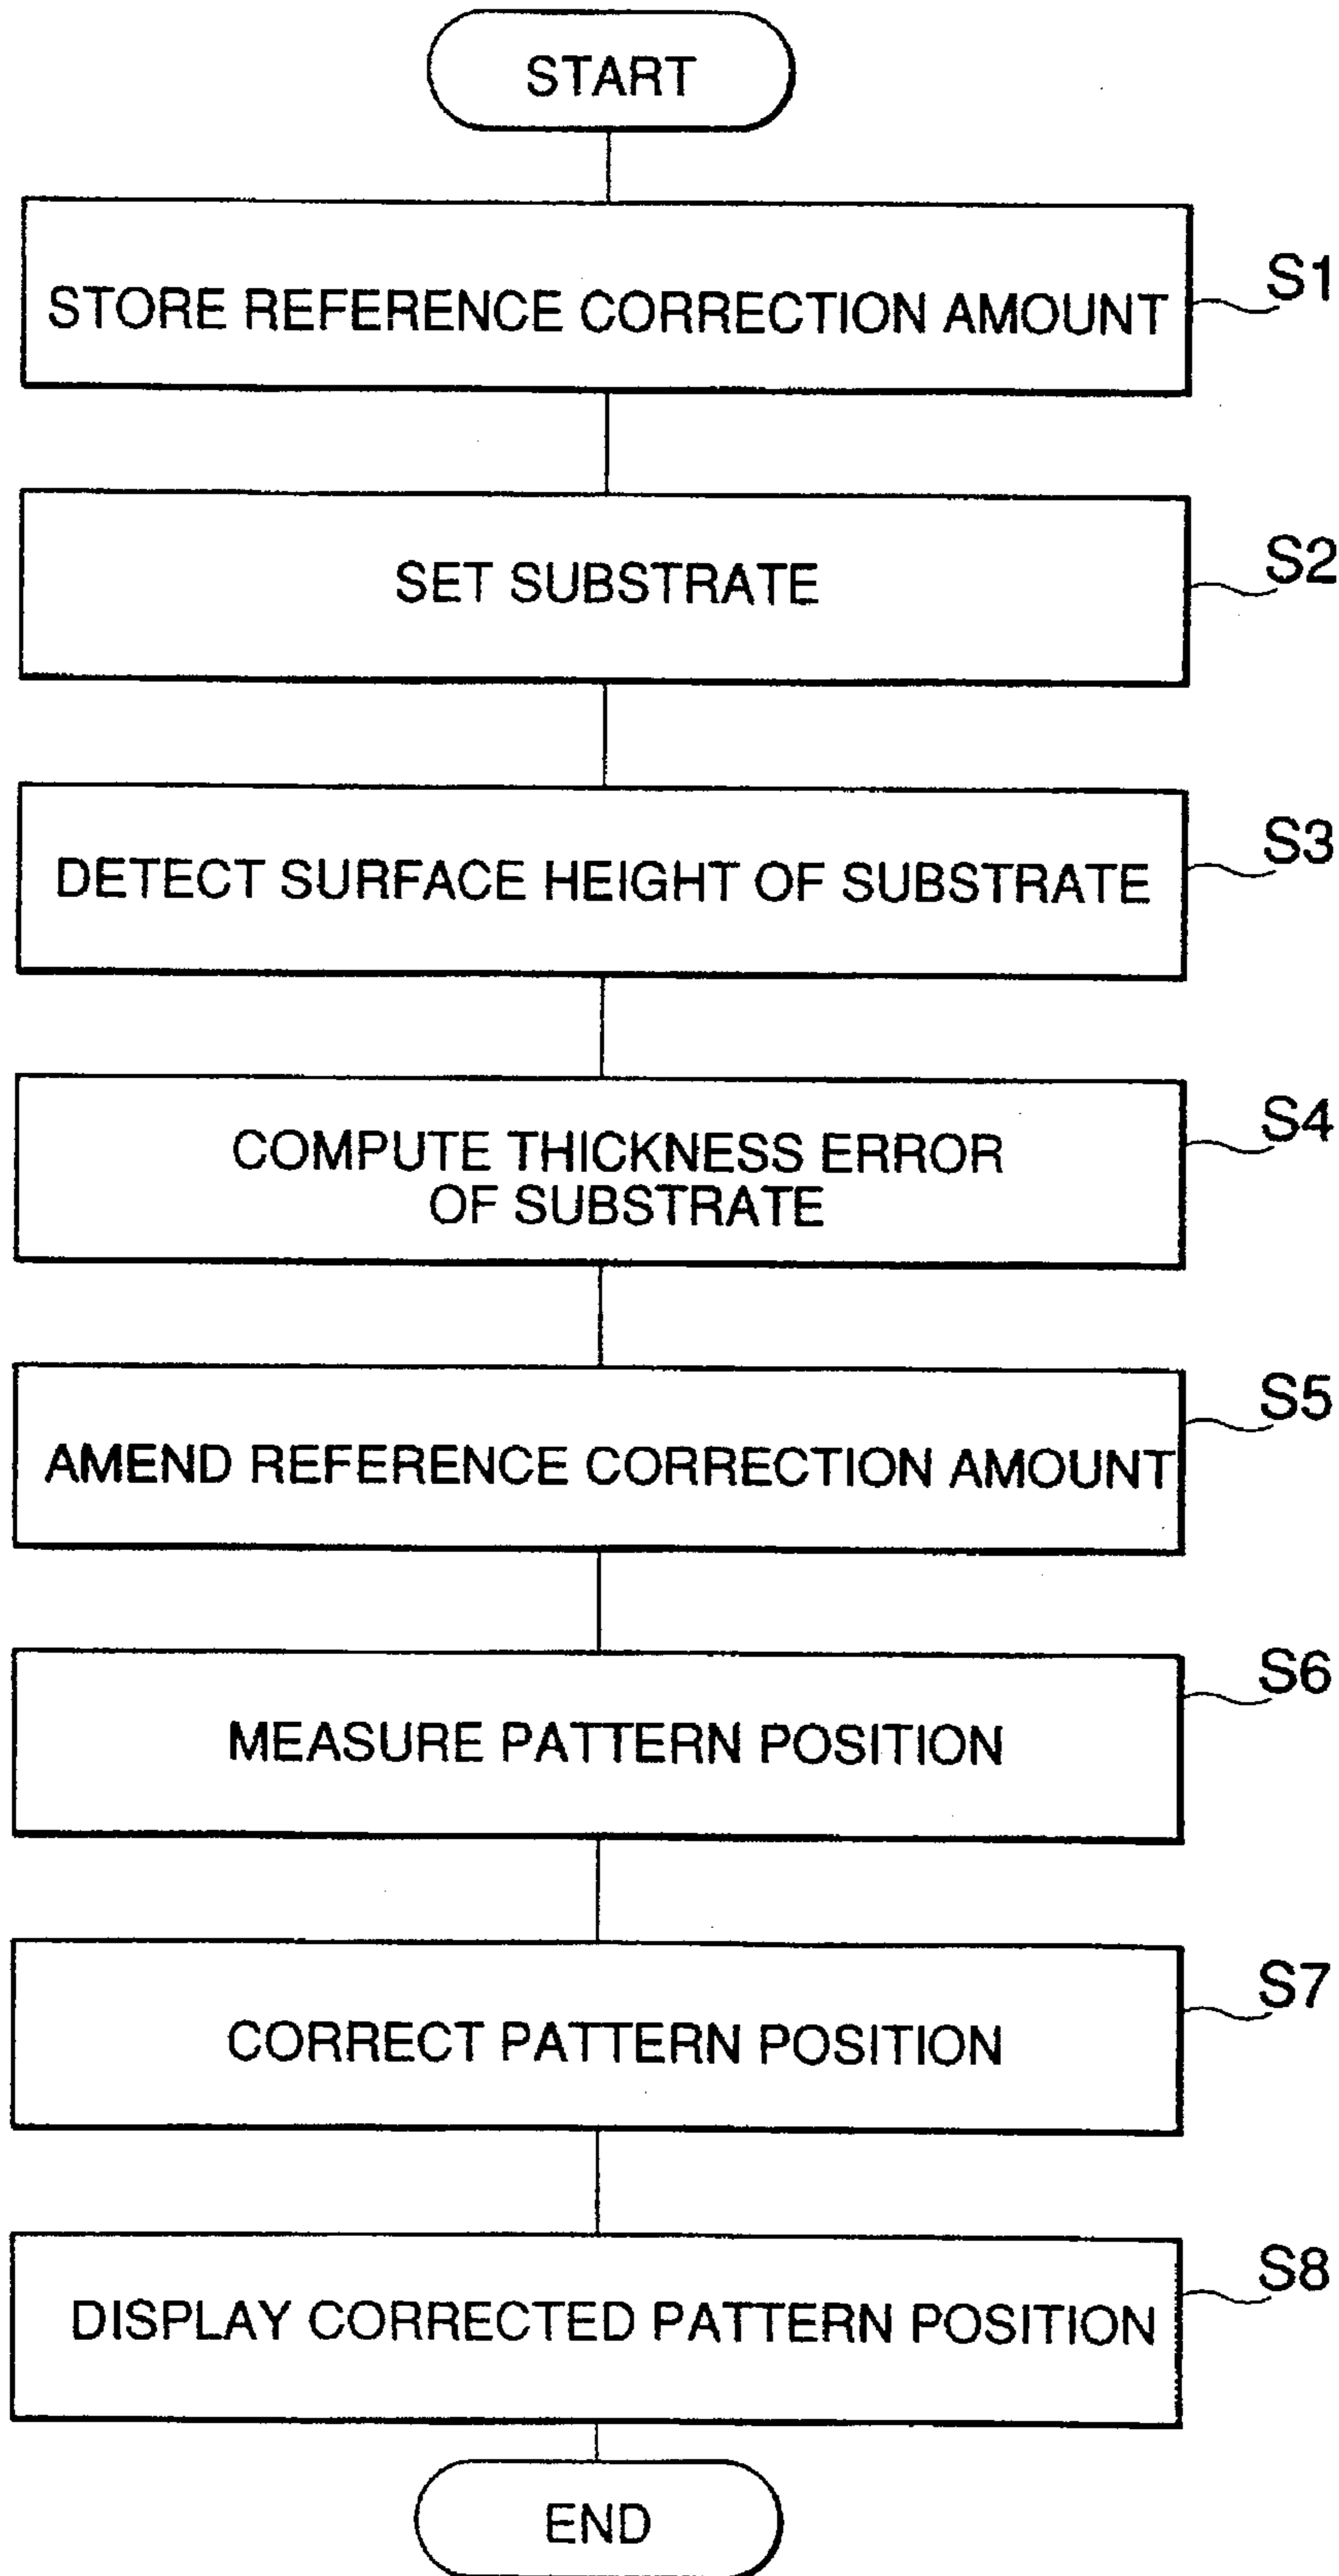 START
STORE REFERENCE CORRECTION AMOUNT
S1
SET SUBSTRATE
S2
DETECT SURFACE HEIGHT OF SUBSTRATE
S3
COMPUTE THICKNESS ERROR
OF SUBSTRATE
S4
AMEND REFERENCE CORRECTION AMOUNT
S5
MEASURE PATTERN POSITION
S6
CORRECT PATTERN POSITION
S7
DISPLAY CORRECTED PATTERN POSITION
S8
END